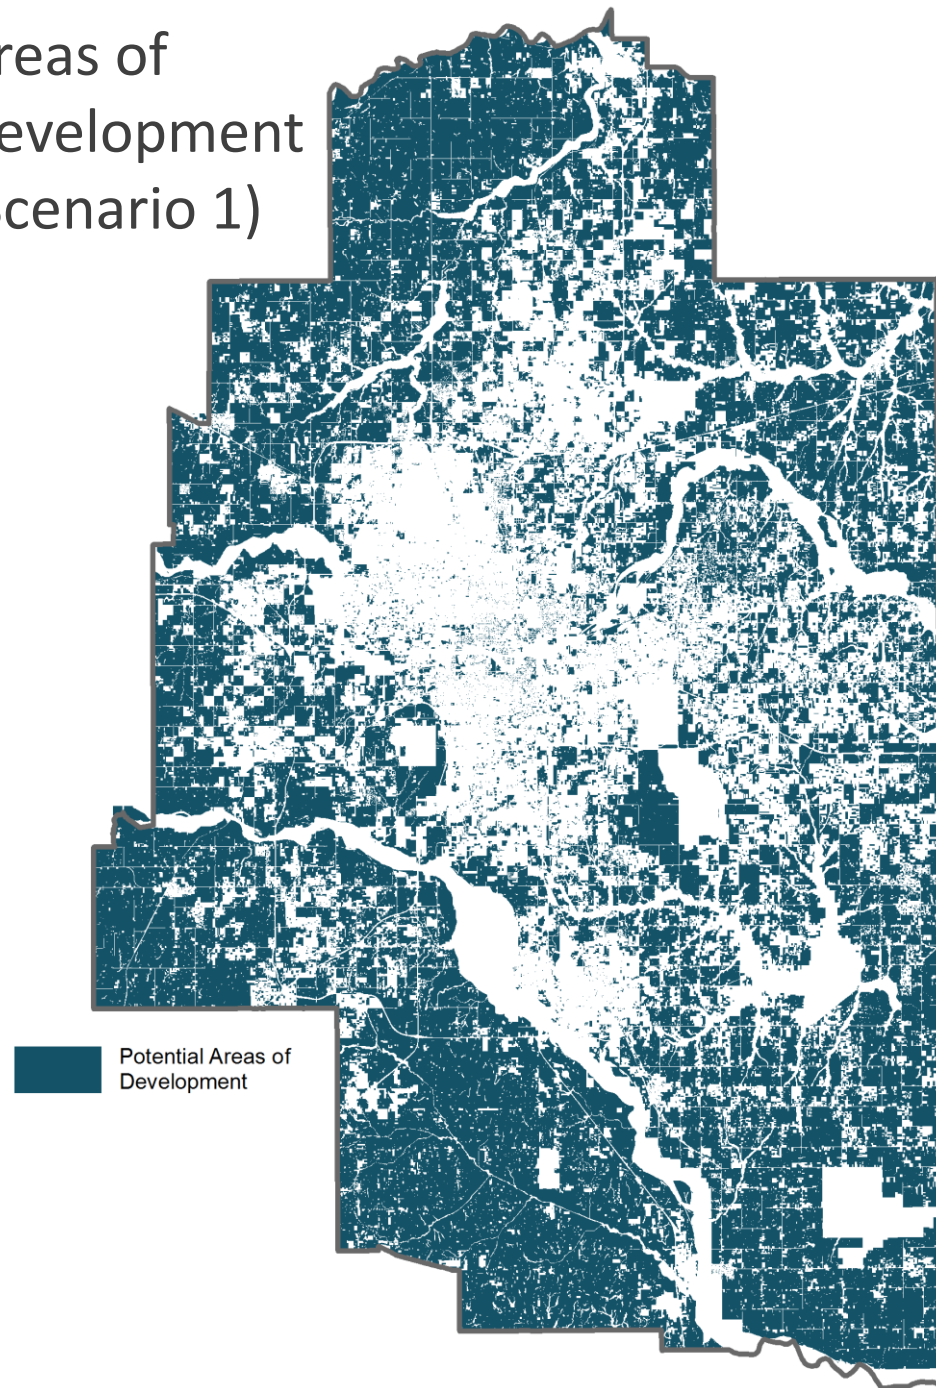 reas of
evelopment
cenario 1)
Potential Areas of
Development